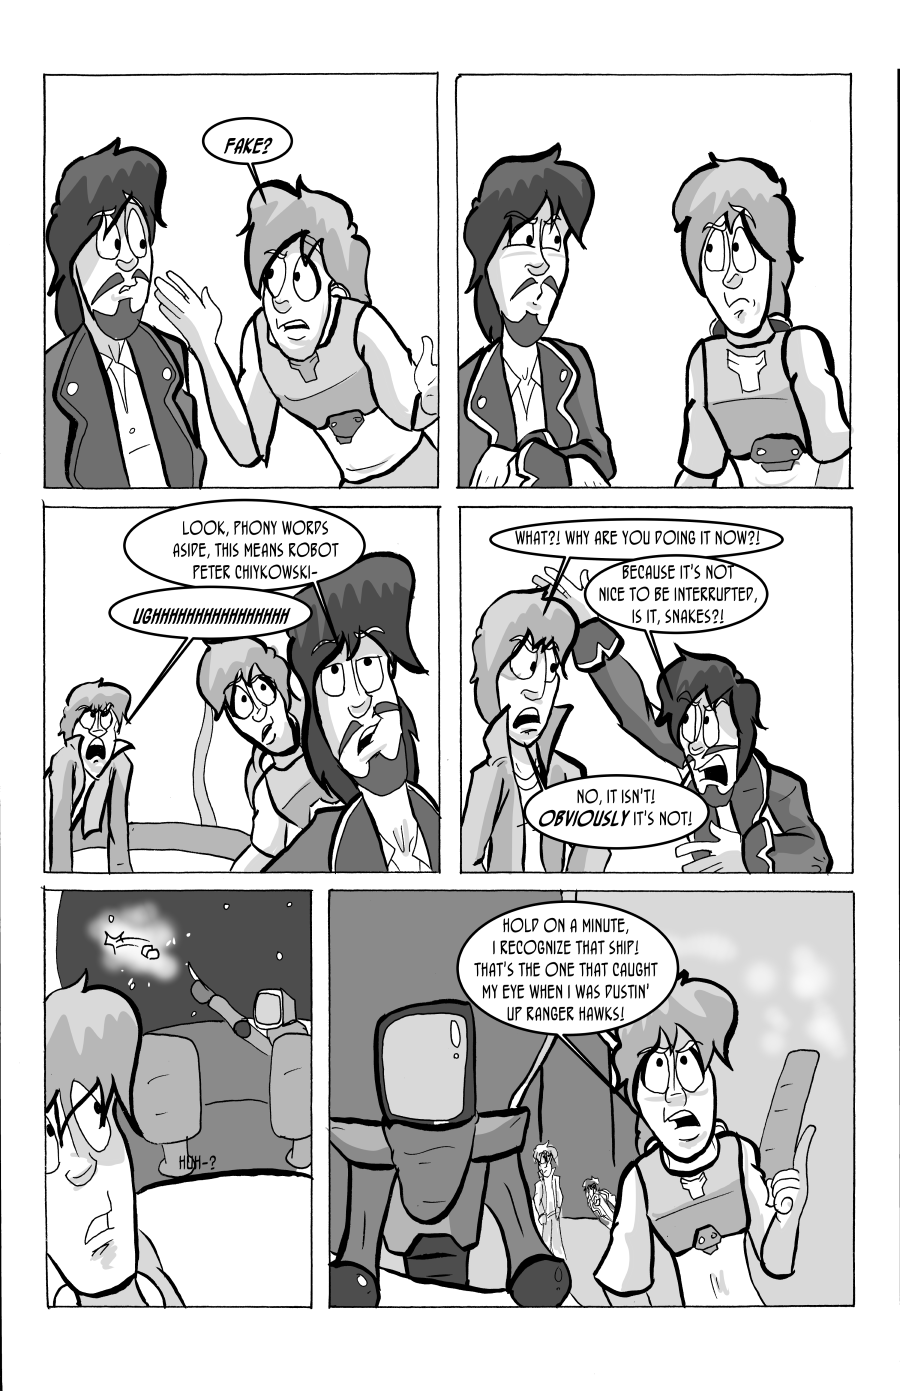 FAKE?
LOOK, PHONY WORDS
ASIDE, THIS MEANS ROBOT
PETER CHIYKOWSKI-
UGHHHHHHHHHHHHHHHH
WHAT?! WHY ARE YOU DOING IT NOW?!
BECAUSE IT'S NOT
NICE TO BE INTERRUPTED,
IS IT, SNAKES?!
NO, IT ISN'T!
OBVIOUSLY IT'S NOT!
HUH-?
HOLD ON A MINUTE,
I RECOGNIZE THAT SHIP!
THAT'S THE ONE THAT CAUGHT
MY EYE WHEN I WAS DUSTIN'
UP RANGER HAWKS!